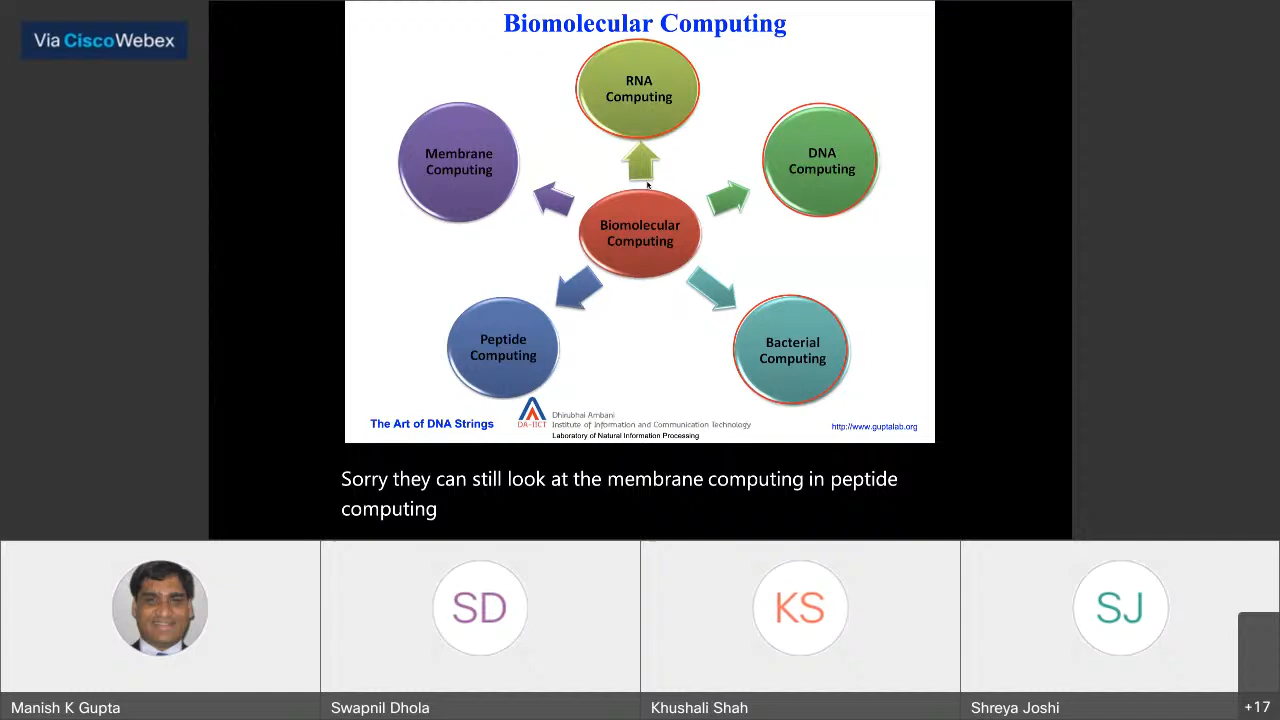 Via Cisco Webex
Biomolecular Computing
RNA
Computing
Membrane
Computing
DNA
Computing
Biomolecular
Computing
Peptide
Computing
Bacterial
Computing
The Art of DNA Strings
DA-IICT
Dhirubhai Ambani
Institute of Information and Communication Technology
Laboratory of Natural Information Processing
http://www.guptalab.org
Sorry they can still look at the membrane computing in peptide
computing
SD
KS
SJ
Manish K Gupta
Swapnil Dhola
Khushali Shah
Shreya Joshi
+17